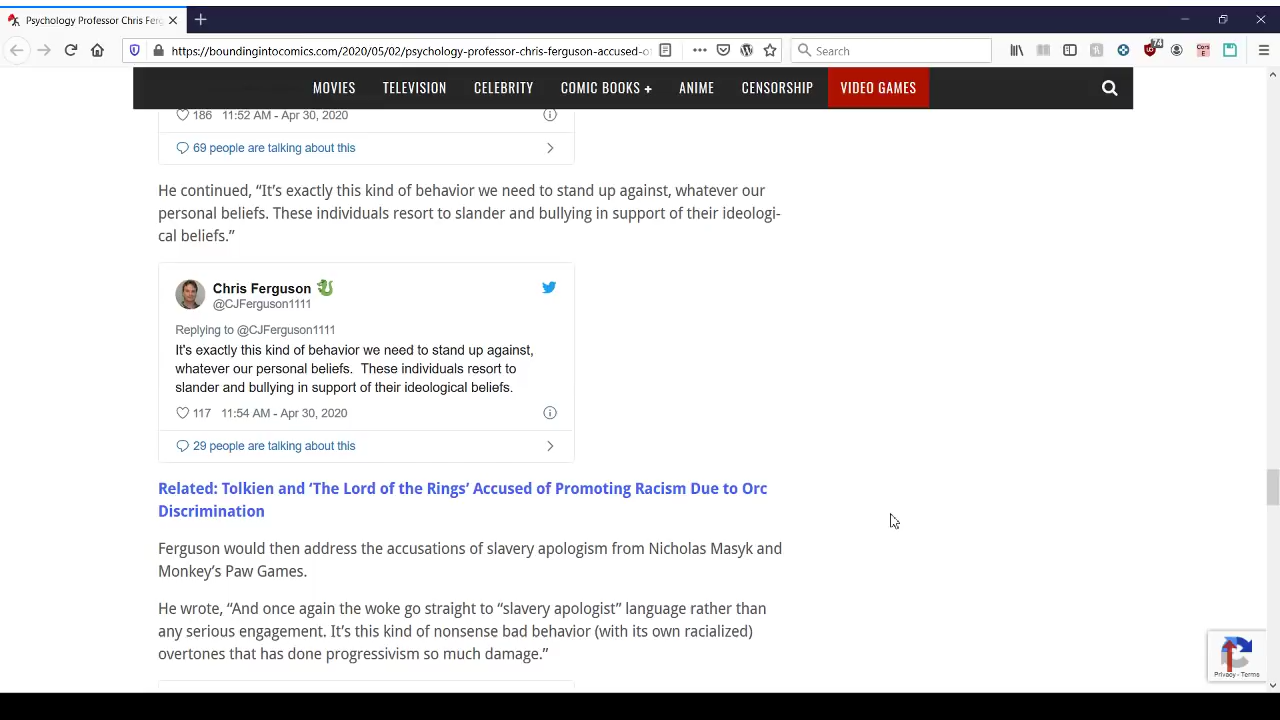 Psychology Professor Chris Ferg
https://boundingintocomics.com/2020/05/02/psychology-professor-chris-ferguson-accused-o
Search
74
MOVIES TELEVISION CELEBRITY COMIC BOOKS + ANIME CENSORSHIP VIDEO GAMES
186 11:52 AM - Apr 30, 2020
69 people are talking about this
He continued, “It’s exactly this kind of behavior we need to stand up against, whatever our
personal beliefs. These individuals resort to slander and bullying in support of their ideologi-
cal beliefs.”
Chris Ferguson
@CJFerguson1111
Replying to @CJFerguson1111
It's exactly this kind of behavior we need to stand up against,
whatever our personal beliefs. These individuals resort to
slander and bullying in support of their ideological beliefs.
117 11:54 AM - Apr 30, 2020
29 people are talking about this
Related: Tolkien and ‘The Lord of the Rings’ Accused of Promoting Racism Due to Orc
Discrimination
Ferguson would then address the accusations of slavery apologism from Nicholas Masyk and
Monkey’s Paw Games.
He wrote, “And once again the woke go straight to “slavery apologist” language rather than
any serious engagement. It’s this kind of nonsense bad behavior (with its own racialized)
overtones that has done progressivism so much damage.”
Privacy - Terms